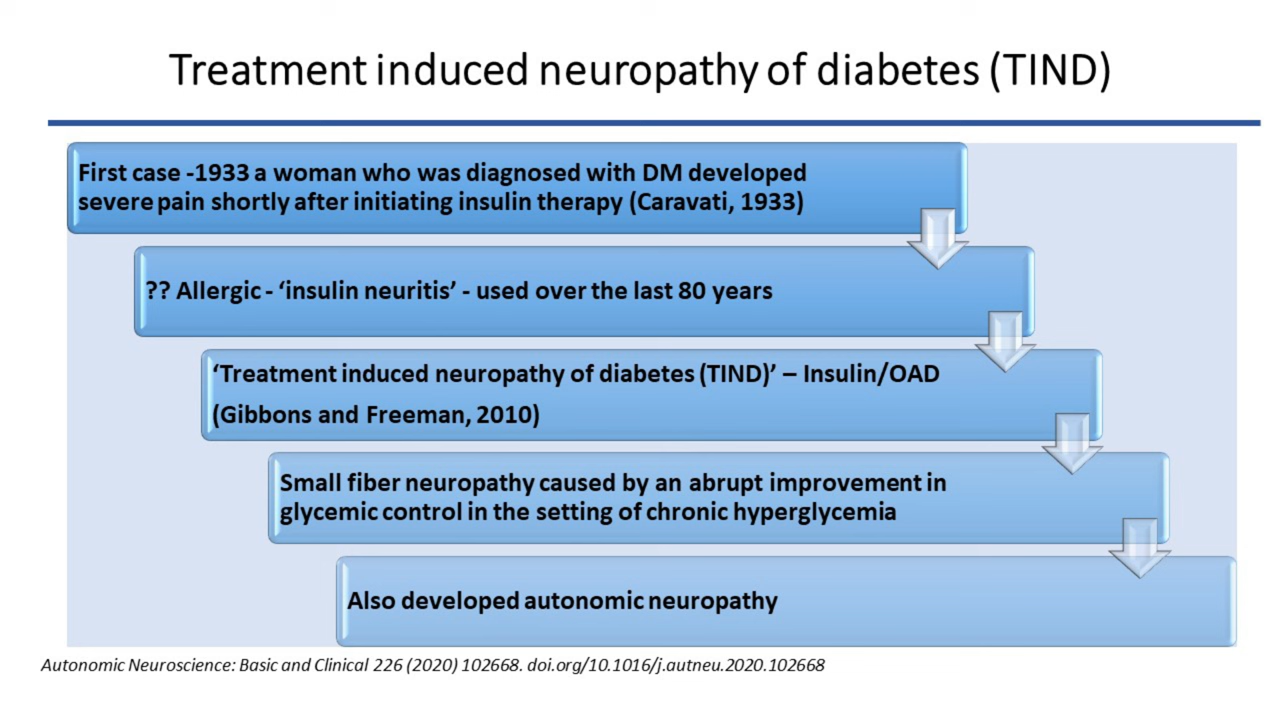 Treatment induced neuropathy of diabetes (TIND)
First case -1933 a woman who was diagnosed with DM developed
severe pain shortly after initiating insulin therapy (Caravati, 1933)
?? Allergic - ‘insulin neuritis’ - used over the last 80 years
‘Treatment induced neuropathy of diabetes (TIND)’ – Insulin/OAD
(Gibbons and Freeman, 2010)
Small fiber neuropathy caused by an abrupt improvement in
glycemic control in the setting of chronic hyperglycemia
Also developed autonomic neuropathy
Autonomic Neuroscience: Basic and Clinical 226 (2020) 102668. doi.org/10.1016/j.autneu.2020.102668